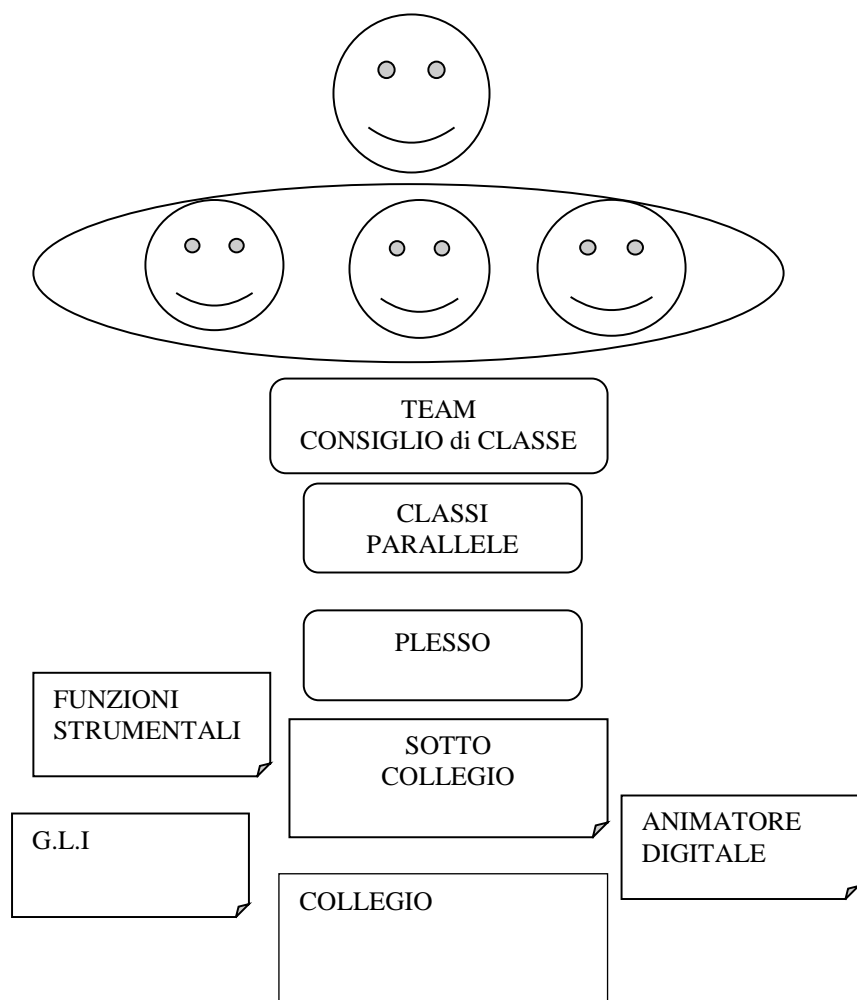 TEAM
CONSIGLIO di CLASSE
CLASSI
PARALLELE
PLESSO
FUNZIONI
STRUMENTALI
SOTTO
COLLEGIO
G.L.I
ANIMATORE
DIGITALE
COLLEGIO